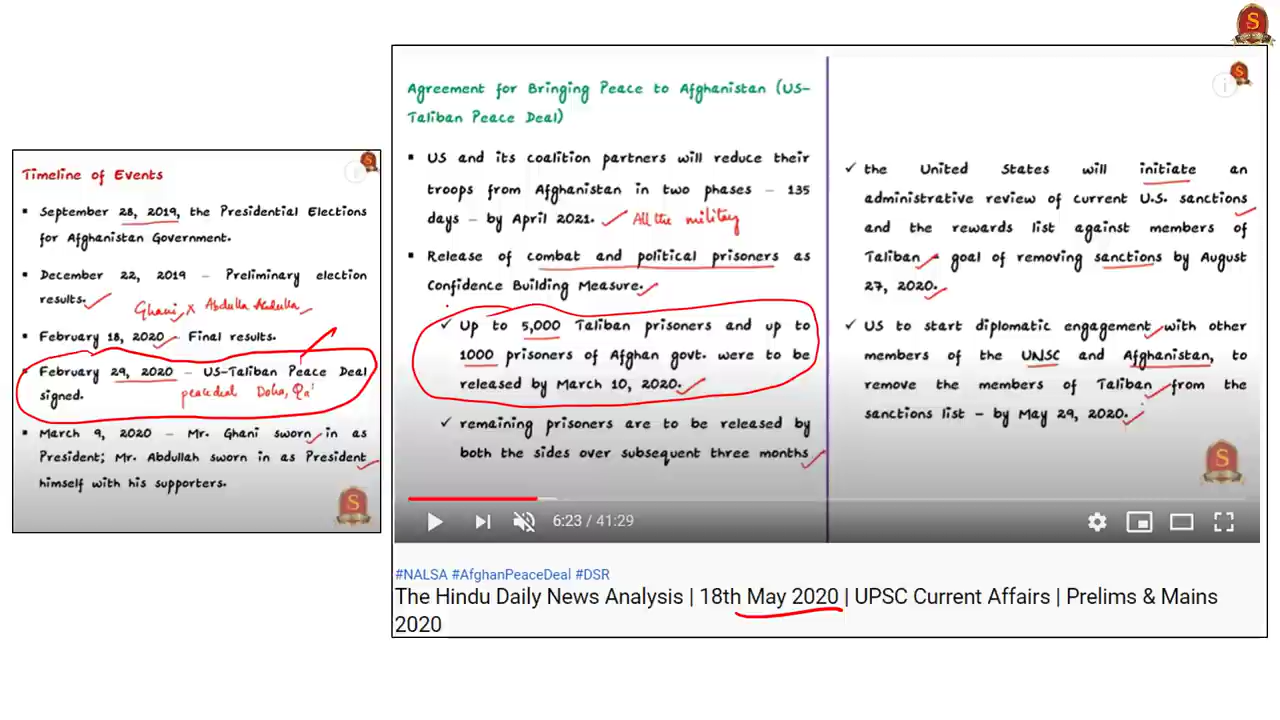 Timeline of Events
▪ September 28, 2019, the Presidential Elections
for Afghanistan Government.
▪ December 22, 2019 – Preliminary election
results.
Ghani x Abdulla Abdulla
▪ February 18, 2020 – Final results.
▪ February 29, 2020 – US-Taliban Peace Deal
signed.
peacedeal Doha, Qa
▪ March 9, 2020 – Mr. Ghani sworn in as
President; Mr. Abdullah sworn in as President
himself with his supporters.
Agreement for Bringing Peace to Afghanistan (US-
Taliban Peace Deal)
▪ US and its coalition partners will reduce their
troops from Afghanistan in two phases – 135
days – by April 2021.
All the military
▪ Release of combat and political prisoners as
Confidence Building Measure.
✓ Up to 5,000 Taliban prisoners and up to
1000 prisoners of Afghan govt. were to be
released by March 10, 2020.
✓ remaining prisoners are to be released by
both the sides over subsequent three months
✓ the United States will initiate an
administrative review of current U.S. sanctions
and the rewards list against members of
Taliban – goal of removing sanctions by August
27, 2020.
✓ US to start diplomatic engagement with other
members of the UNSC and Afghanistan, to
remove the members of Taliban from the
sanctions list – by May 29, 2020.
6:23 / 41:29
#NALSA #AfghanPeaceDeal #DSR
The Hindu Daily News Analysis | 18th May 2020 | UPSC Current Affairs | Prelims & Mains
2020